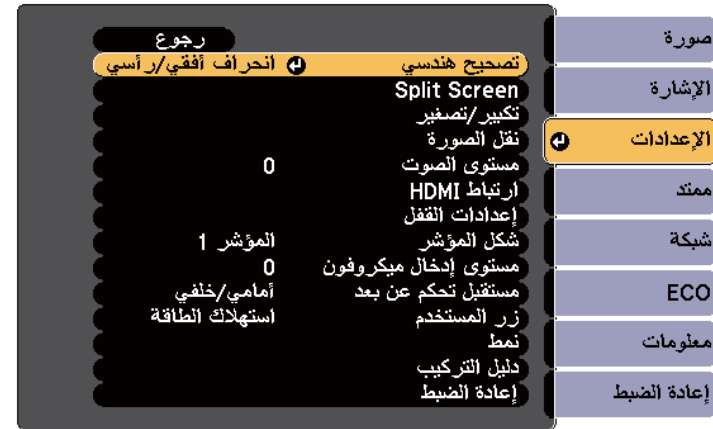 صورة
الإشارة
الإعدادات
ممتد
شبكة
ECO
معلومات
إعادة الضبط
رجوع
تصحيح هندسي انحراف أفقي/رأسي
Split Screen
تكبير/تصغير
نقل الصورة
مستوى الصوت 0
ارتباط HDMI
إعدادات القفل
شكل المؤشر المؤشر 1
مستوى إدخال ميكروفون 0
مستقبل تحكم عن بعد أمامي/خلفي
زر المستخدم استهلاك الطاقة
نمط
دليل التركيب
إعادة الضبط